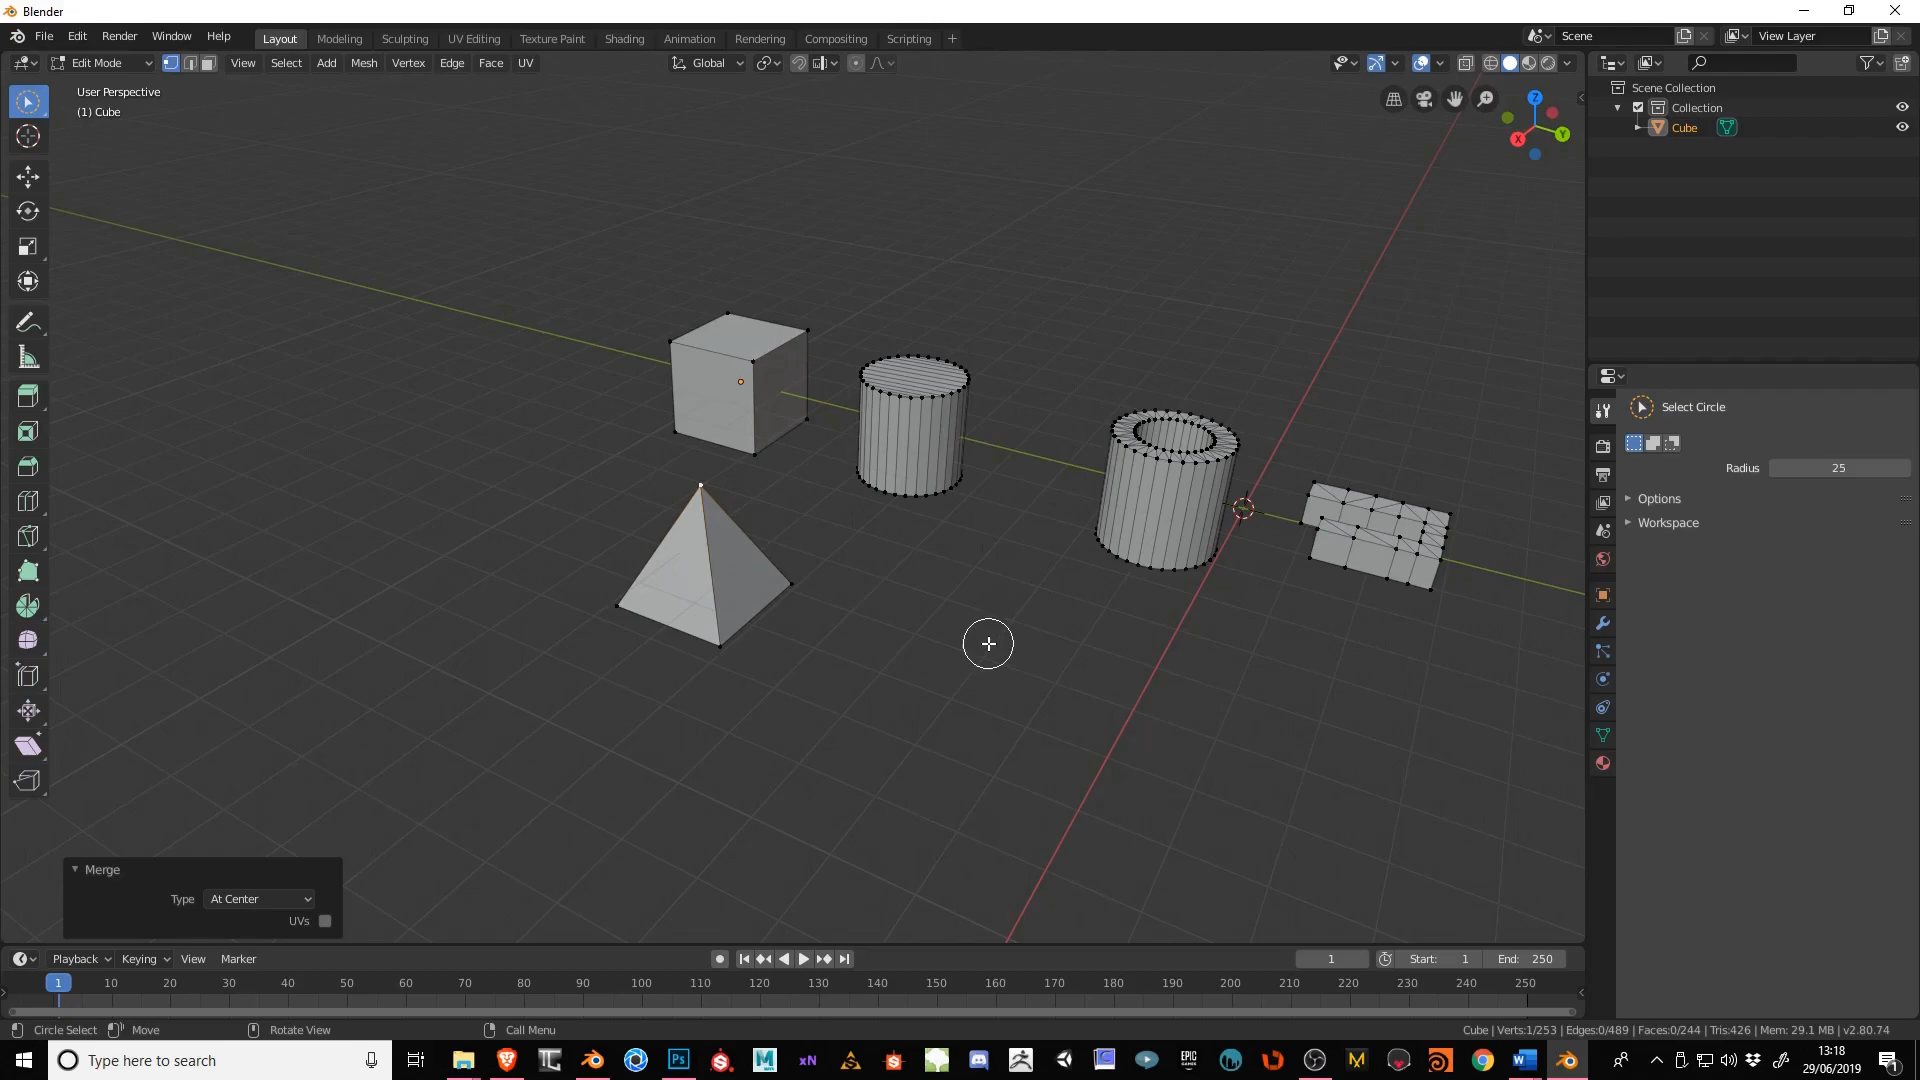 Blender
File Edit Render Window Help
Layout Modeling Sculpting UV Editing Texture Paint Shading Animation Rendering Compositing Scripting +
Scene
View Layer
Edit Mode View Select Add Mesh Vertex Edge Face UV
Global
User Perspective
(1) Cube
Z
X
Y
Scene Collection
Collection
Cube
Select Circle
Radius 25
Options
Workspace
Merge
Type At Center
UVs
Playback Keying View Marker
1
Start: 1
End: 250
1 10 20 30 40 50 60 70 80 90 100 110 120 130 140 150 160 170 180 190 200 210 220 230 240 250
Circle Select Move Rotate View Call Menu
Cube | Verts:1/253 | Edges:0/489 | Faces:0/244 | Tris:426 | Mem: 29.1 MB | v2.80.74
Type here to search
Ps
xN
EPIC
GAMES
M
W
13:18
29/06/2019
1